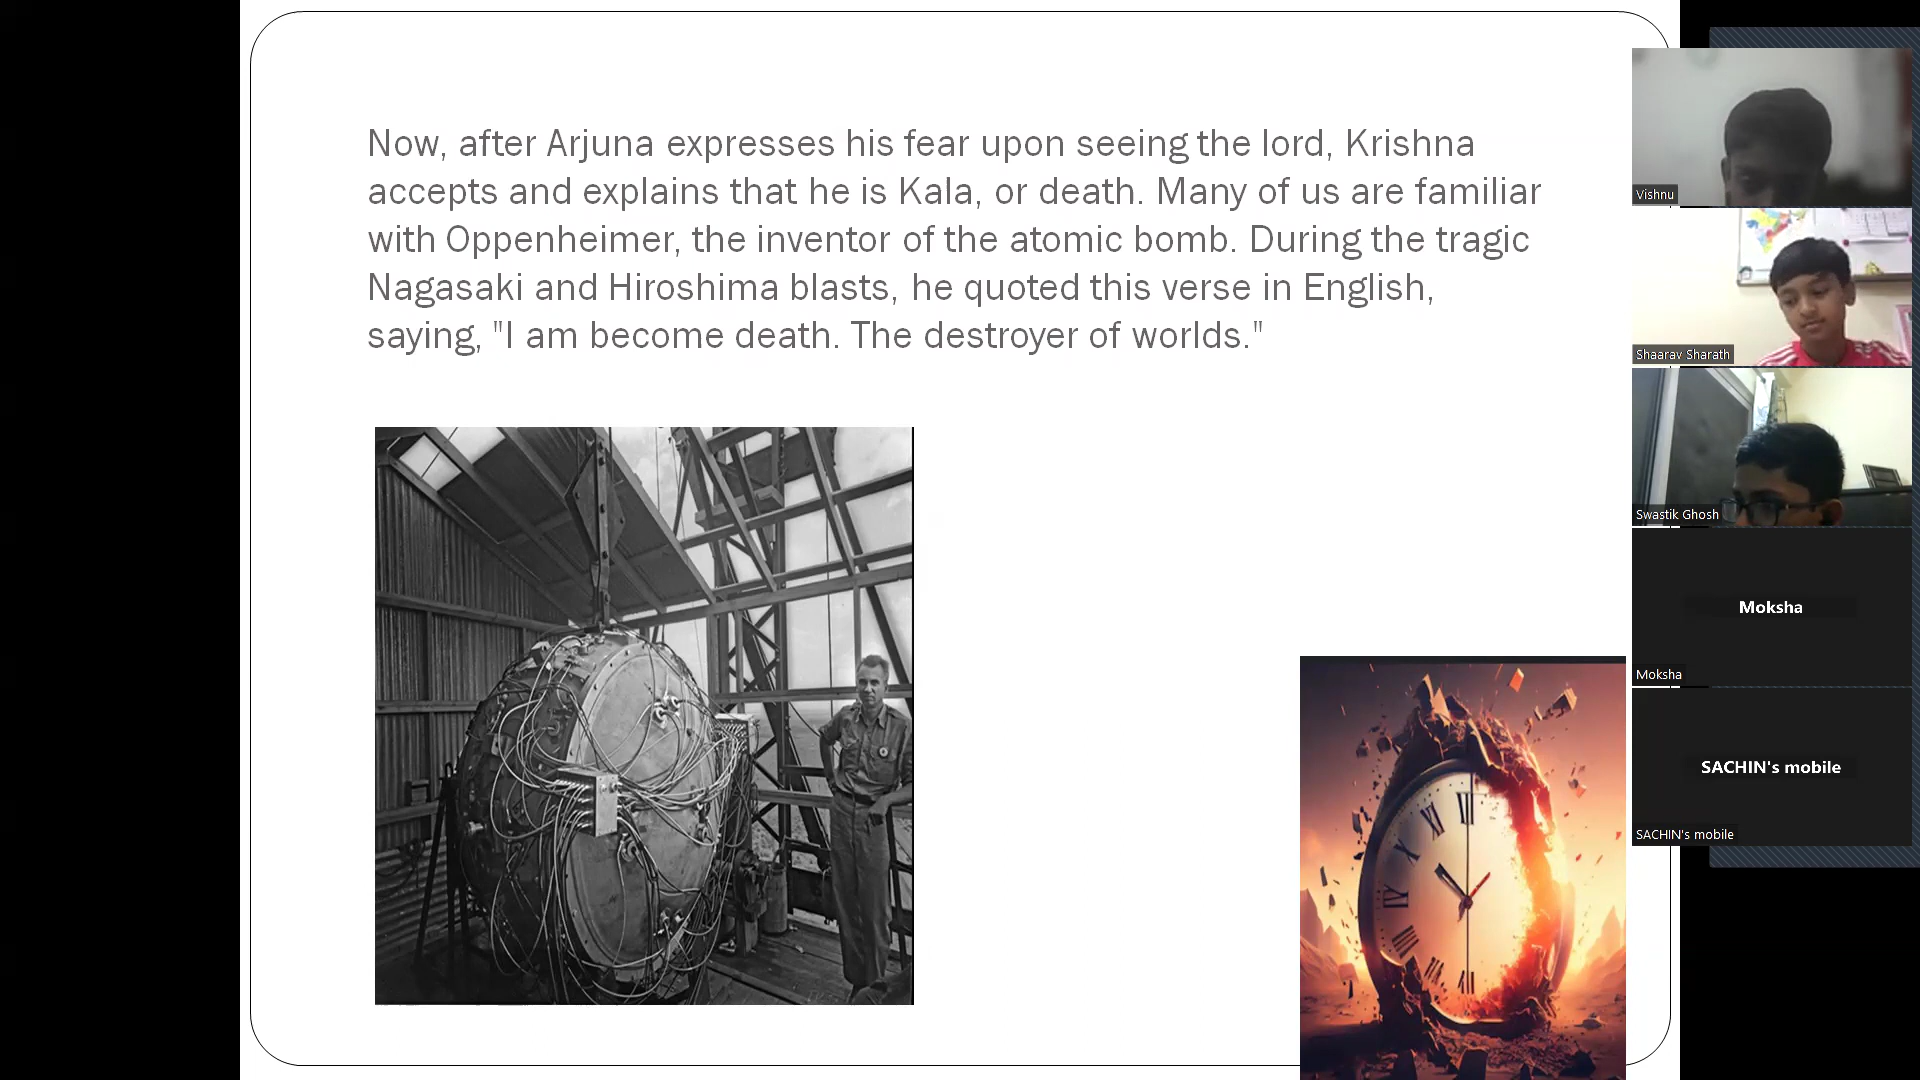 Now, after Arjuna expresses his fear upon seeing the lord, Krishna
accepts and explains that he is Kala, or death. Many of us are familiar
with Oppenheimer, the inventor of the atomic bomb. During the tragic
Nagasaki and Hiroshima blasts, he quoted this verse in English,
saying, "I am become death. The destroyer of worlds."
Vishnu
Shaarav Sharath
Swastik Ghosh
Moksha
Moksha
SACHIN's mobile
SACHIN's mobile